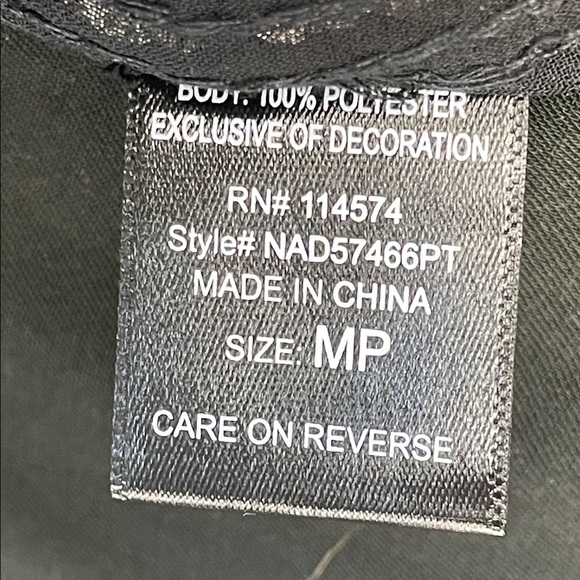 BODY: 100% POLYESTER
EXCLUSIVE OF DECORATION
RN# 114574
Style# NAD57466PT
MADE IN CHINA
SIZE: MP
CARE ON REVERSE